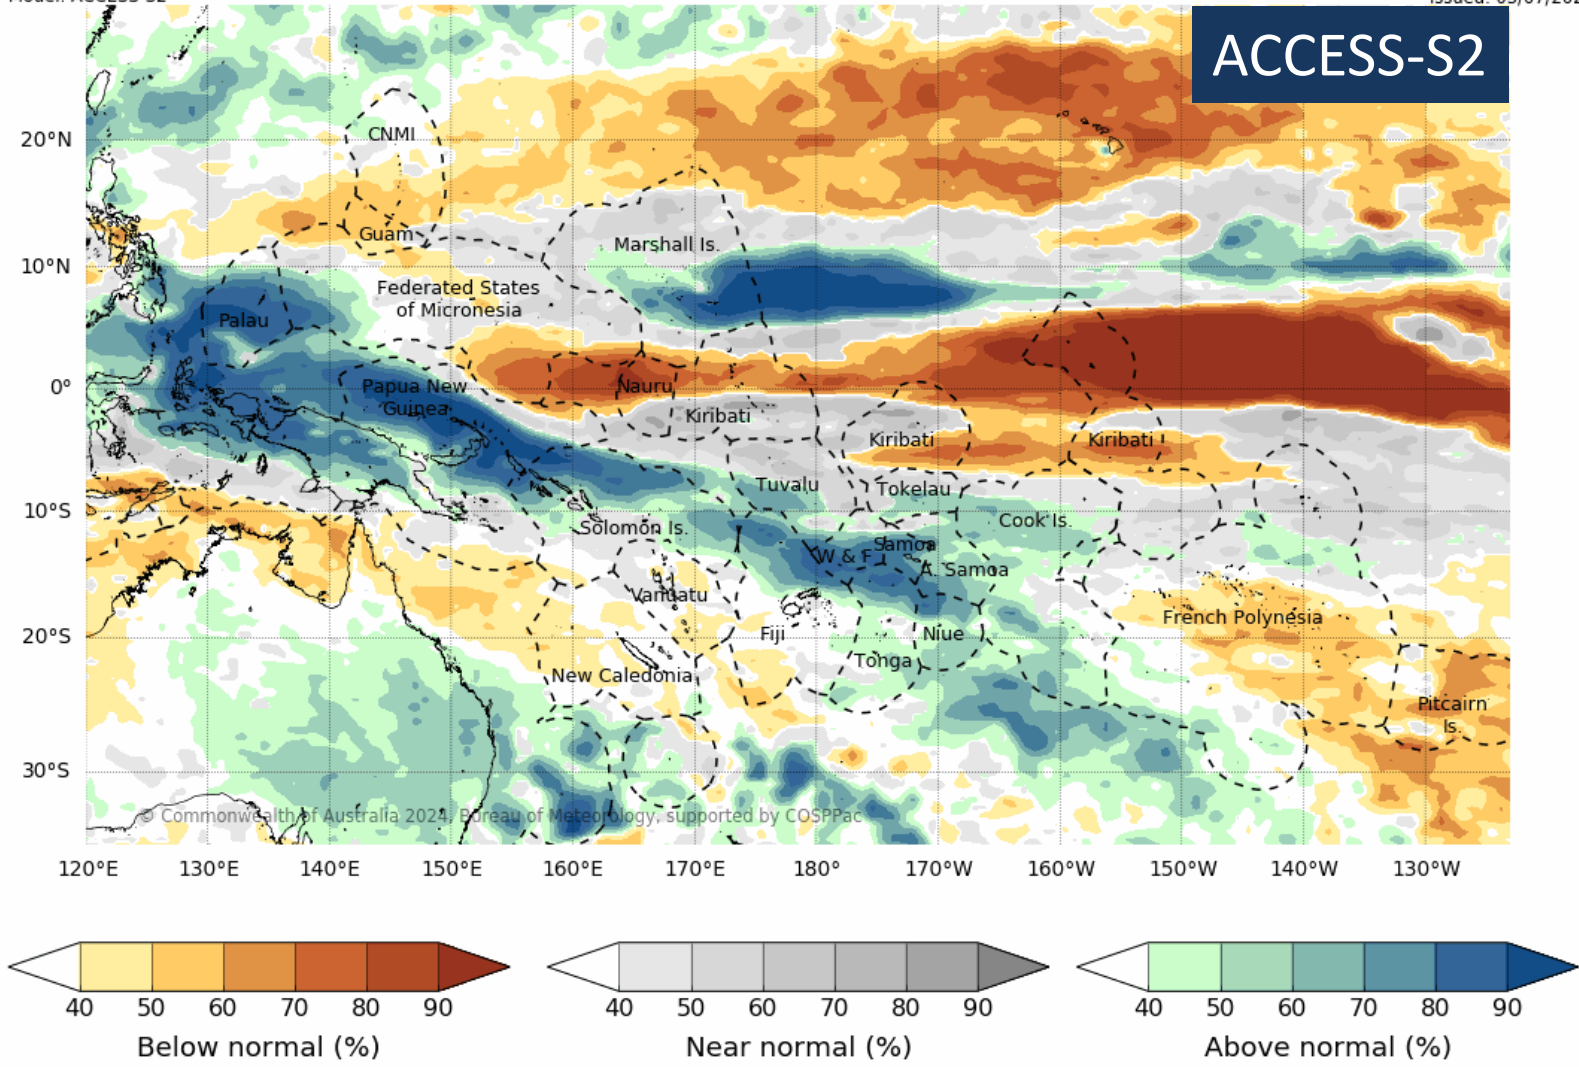 ACCESS-S2
20°N
10°N
0°
10°S
20°S
30°S
CNMI
Guam
Marshall Is.
Federated States
of Micronesia
Palau
Papua New
Guinea
Nauru
Kiribati
Kiribati
Kiribati
Tuvalu
Tokelau
Solomon Is.
Cook Is.
W & F
Samoa
A. Samoa
Vanuatu
French Polynesia
Fiji
Niue
Tonga
New Caledonia
Pitcairn
Is.
© Commonwealth of Australia 2024, Bureau of Meteorology, supported by COSPPac
120°E 130°E 140°E 150°E 160°E 170°E 180° 170°W 160°W 150°W 140°W 130°W
40 50 60 70 80 90
Below normal (%)
40 50 60 70 80 90
Near normal (%)
40 50 60 70 80 90
Above normal (%)